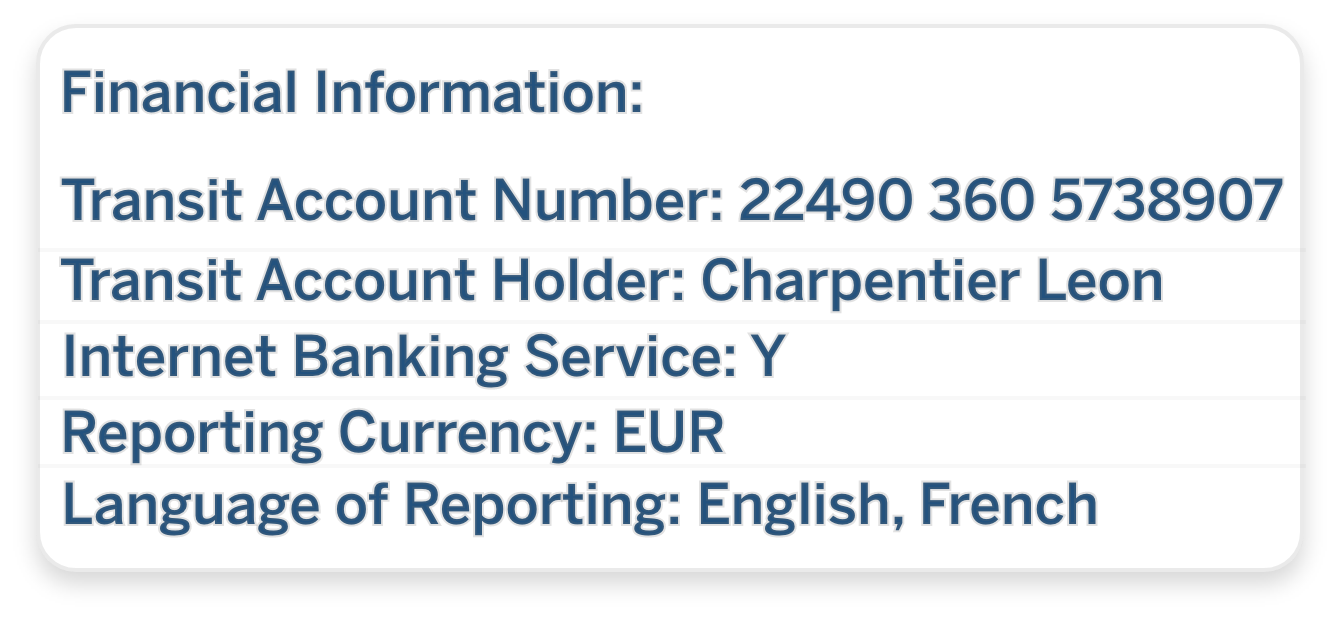 Financial Information:
Transit Account Number: 22490 360 5738907
Transit Account Holder: Charpentier Leon
Internet Banking Service: Y
Reporting Currency: EUR
Language of Reporting: English, French